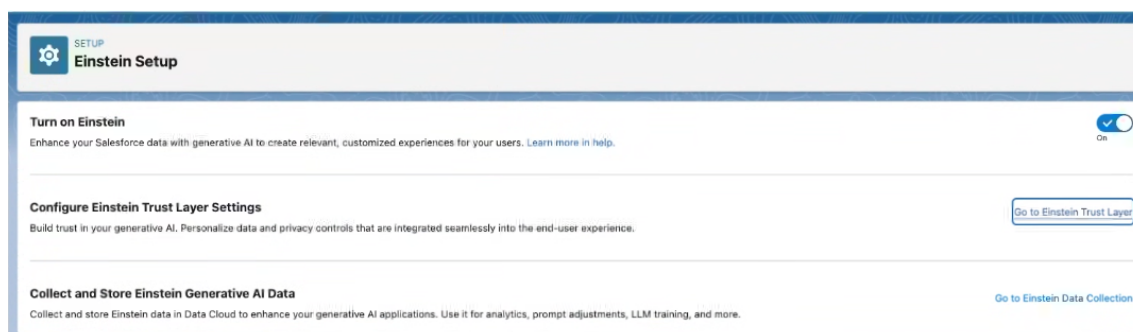 SETUP
Einstein Setup
Turn on Einstein
Enhance your Salesforce data with generative AI to create relevant, customized experiences for your users. Learn more in help.
On
Configure Einstein Trust Layer Settings
Go to Einstein Trust Layer
Build trust in your generative AI. Personalize data and privacy controls that are integrated seamlessly into the end-user experience.
Collect and Store Einstein Generative AI Data
Go to Einstein Data Collection
Collect and store Einstein data in Data Cloud to enhance your generative AI applications. Use it for analytics, prompt adjustments, LLM training, and more.